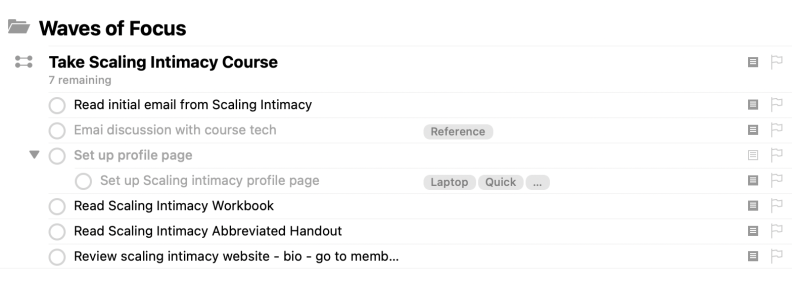 Waves of Focus
Take Scaling Intimacy Course
7 remaining
Read initial email from Scaling Intimacy
Emai discussion with course tech Reference
Set up profile page
Set up Scaling intimacy profile page Laptop Quick ...
Read Scaling Intimacy Workbook
Read Scaling Intimacy Abbreviated Handout
Review scaling intimacy website - bio - go to memb...